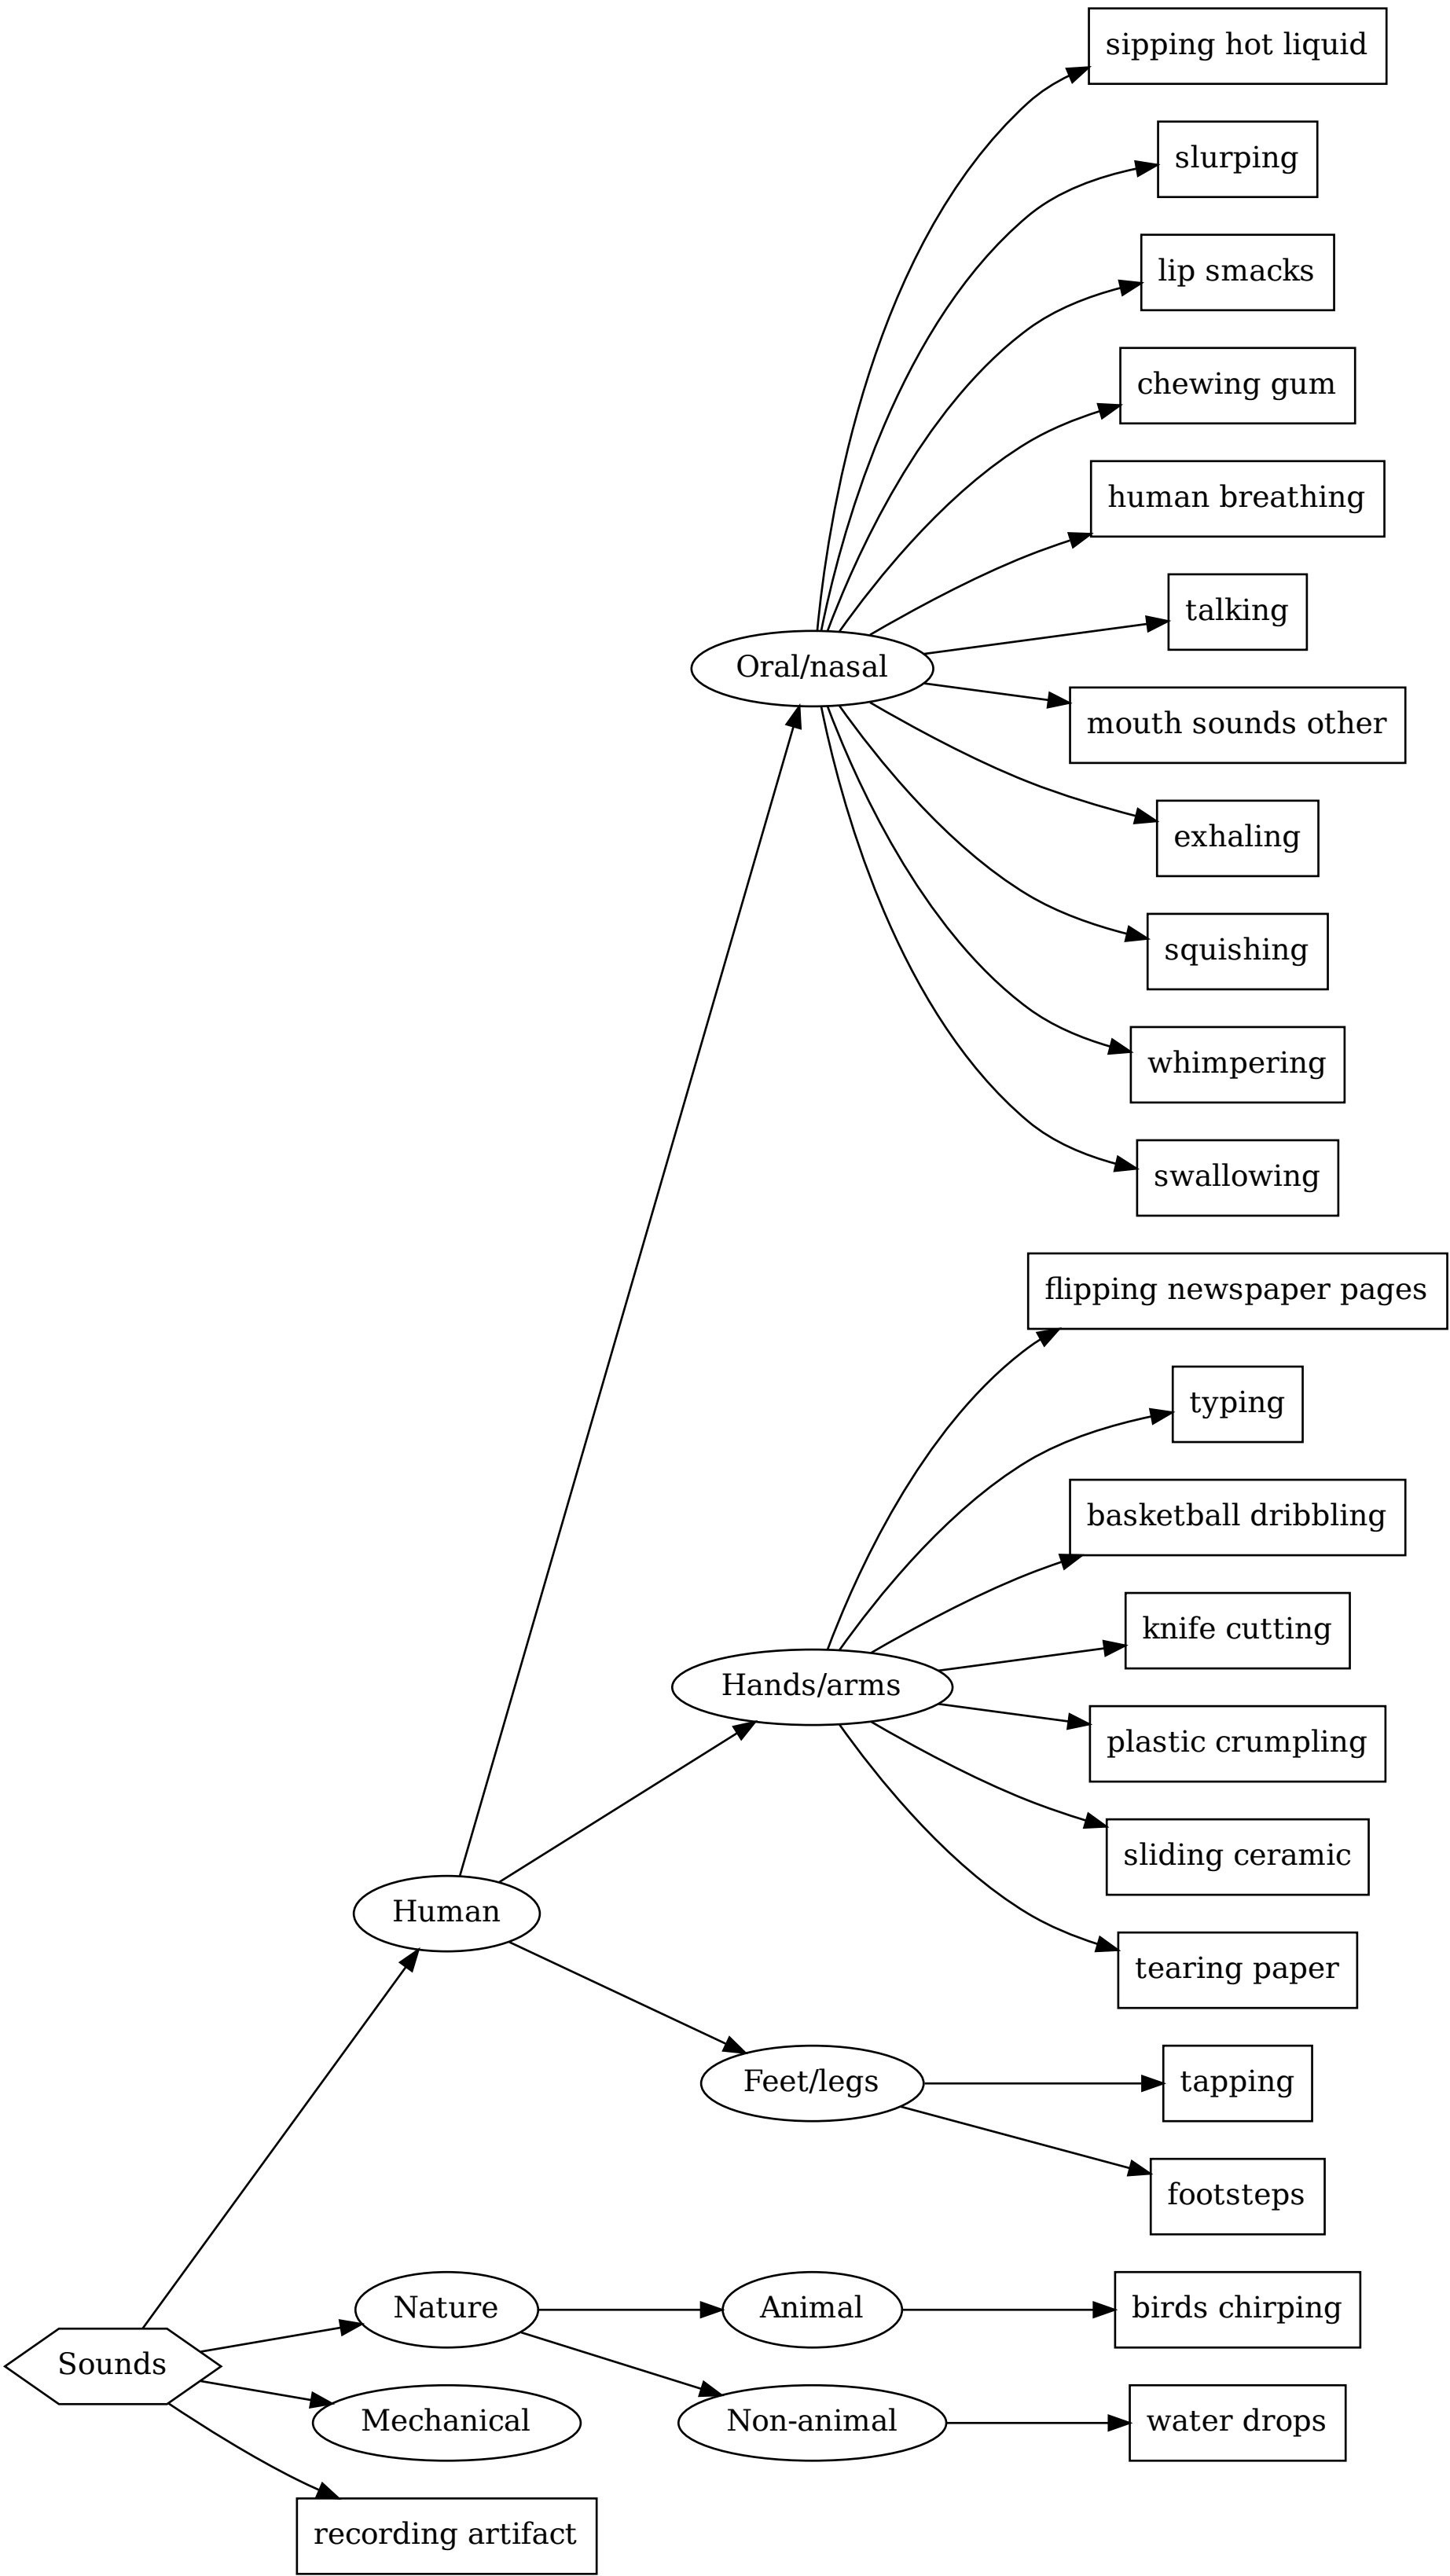 sipping hot liquid
slurping
lip smacks
chewing gum
human breathing
talking
Oral/nasal
mouth sounds other
exhaling
squishing
whimpering
swallowing
flipping newspaper pages
typing
basketball dribbling
knife cutting
Hands/arms
plastic crumpling
sliding ceramic
Human
tearing paper
Feet/legs
tapping
footsteps
Nature
Animal
birds chirping
Sounds
Mechanical
Non-animal
water drops
recording artifact